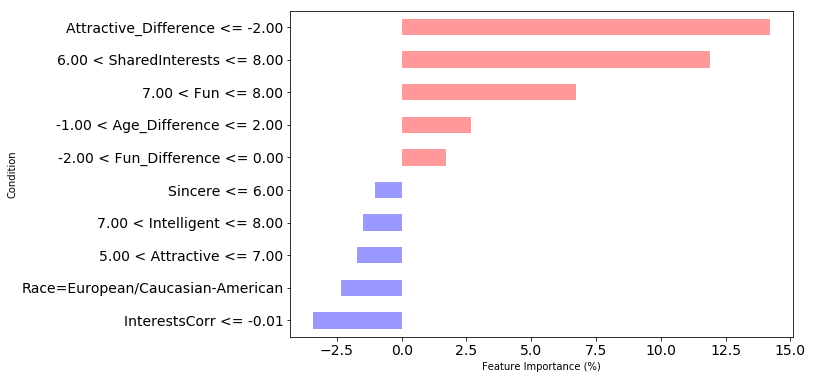 Attractive_Difference <= -2.00
6.00 < SharedInterests <= 8.00
7.00 < Fun <= 8.00
-1.00 < Age_Difference <= 2.00
-2.00 < Fun_Difference <= 0.00
Sincere <= 6.00
7.00 < Intelligent <= 8.00
5.00 < Attractive <= 7.00
Race=European/Caucasian-American
InterestsCorr <= -0.01
Condition
−2.5 0.0 2.5 5.0 7.5 10.0 12.5 15.0
Feature Importance (%)